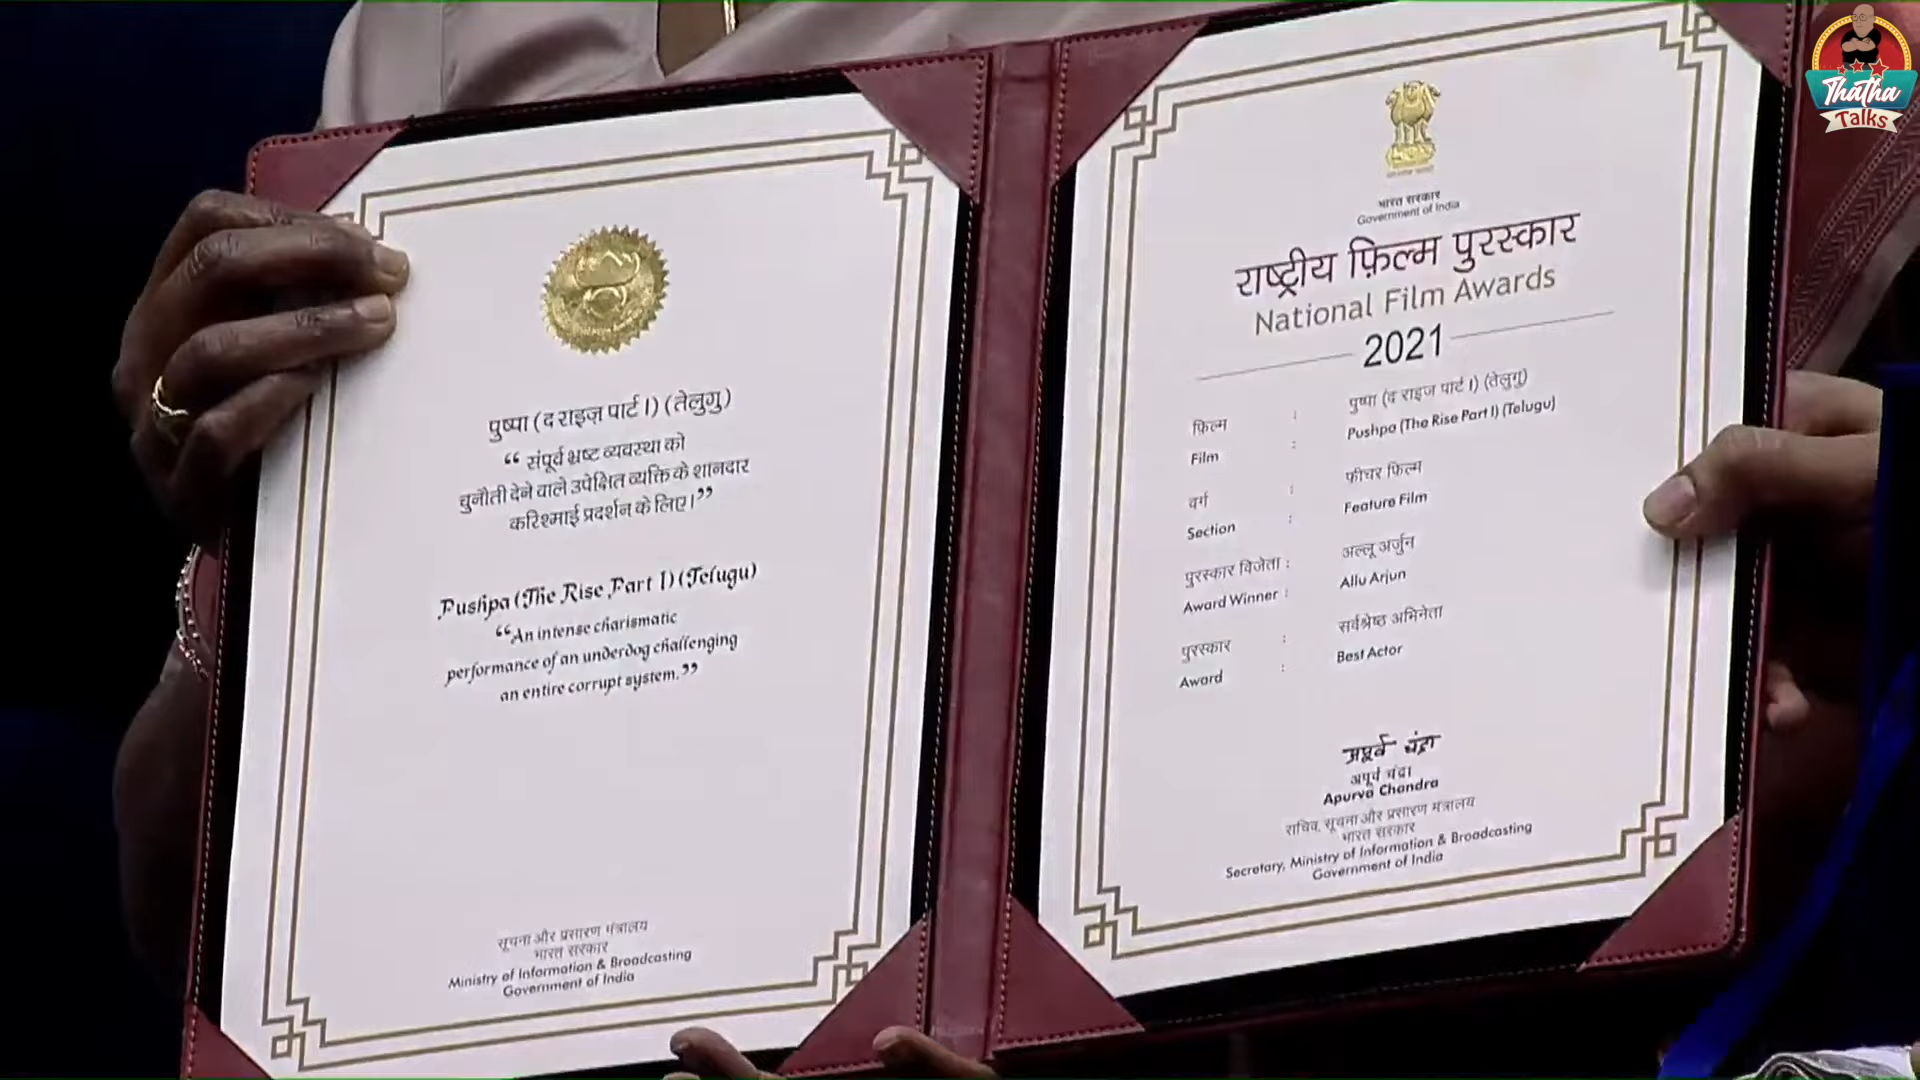 पुष्पा (द राइज़ पार्ट I) (तेलुगु)
“ संपूर्ण भ्रष्ट व्यवस्था को
चुनौती देने वाले उपेक्षित व्यक्ति के शानदार
करिश्माई प्रदर्शन के लिए।”
Pushpa (The Rise Part I) (Telugu)
“An intense charismatic
performance of an underdog challenging
an entire corrupt system.”
सूचना और प्रसारण मंत्रालय
भारत सरकार
Ministry of Information & Broadcasting
Government of India
भारत सरकार
Government of India
राष्ट्रीय फ़िल्म पुरस्कार
National Film Awards
2021
फ़िल्म : पुष्पा (द राइज पार्ट I) (तेलुगु)
Film : Pushpa (The Rise Part I) (Telugu)
वर्ग : फीचर फिल्म
Section : Feature Film
पुरस्कार विजेता : अल्लू अर्जुन
Award Winner : Allu Arjun
पुरस्कार : सर्वश्रेष्ठ अभिनेता
Award : Best Actor
अपूर्व चंद्रा
अपूर्व चंद्रा
Apurva Chandra
सचिव, सूचना और प्रसारण मंत्रालय
भारत सरकार
Secretary, Ministry of Information & Broadcasting
Government of India
Thatha
Talks